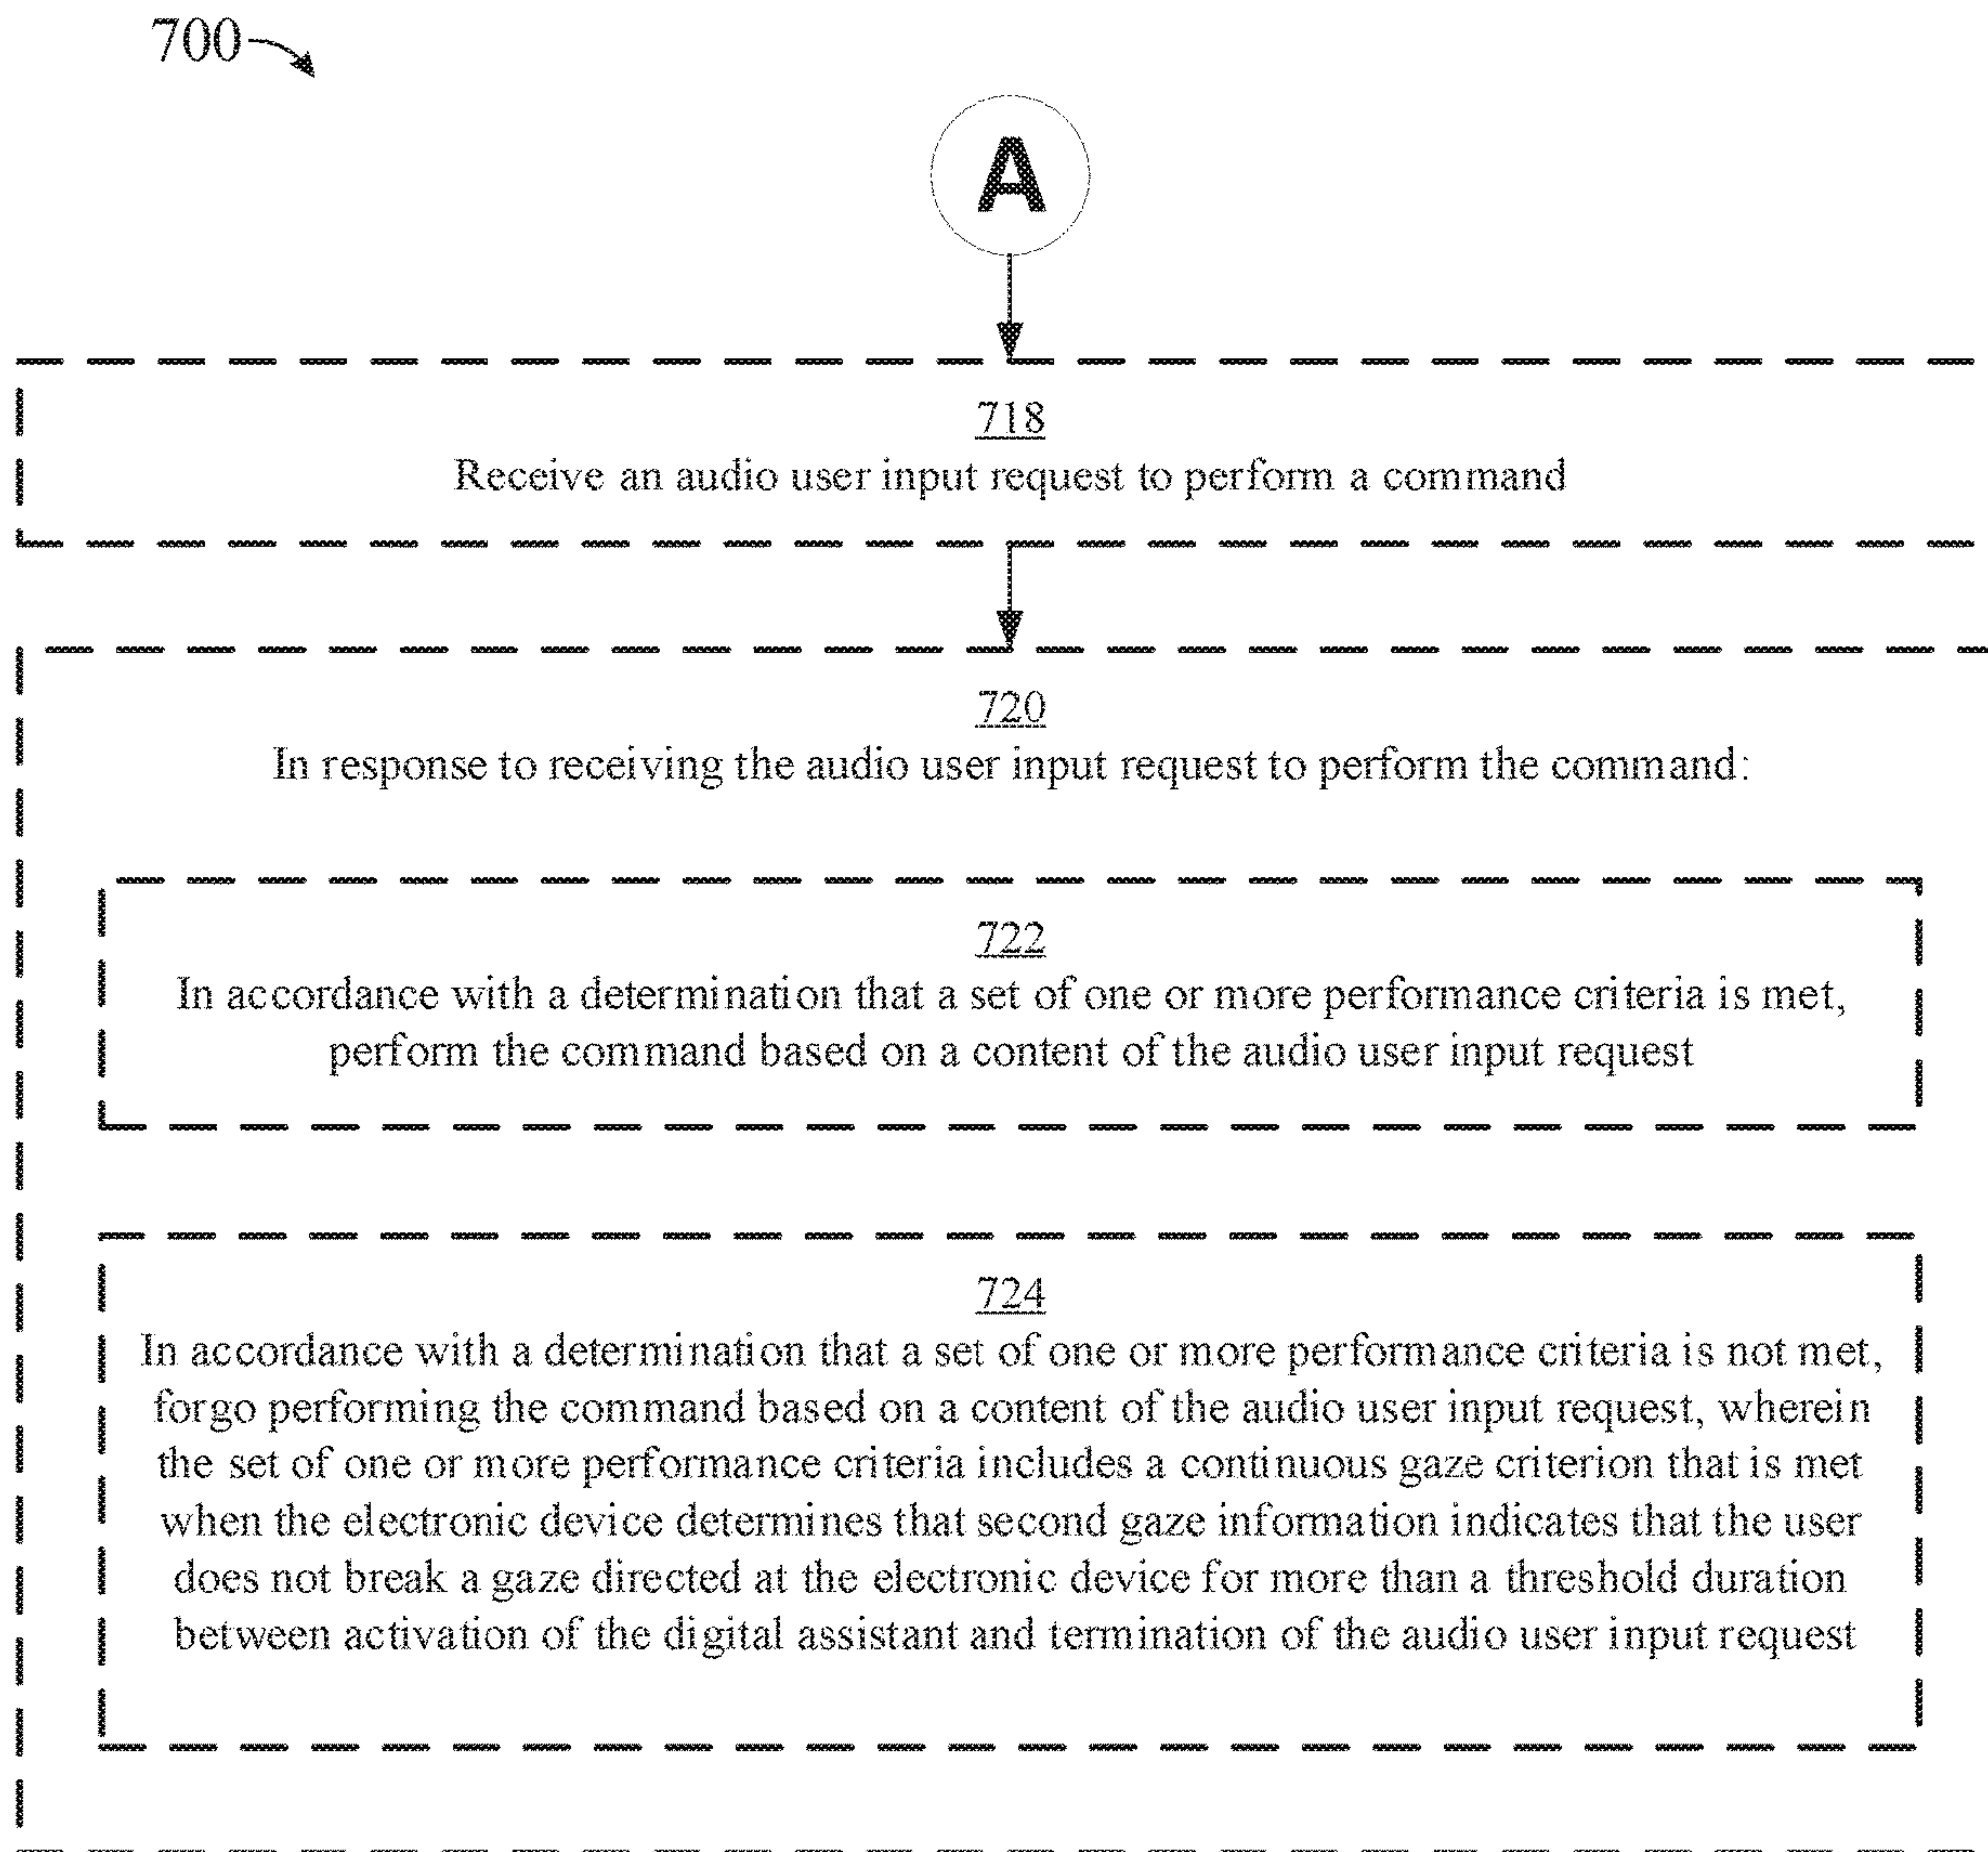 700
A
718
Receive an audio user input request to perform a command
720
In response to receiving the audio user input request to perform the command:
722
In accordance with a determination that a set of one or more performance criteria is met,
perform the command based on a content of the audio user input request
724
In accordance with a determination that a set of one or more performance criteria is not met,
forgo performing the command based on a content of the audio user input request, wherein
the set of one or more performance criteria includes a continuous gaze criterion that is met
when the electronic device determines that second gaze information indicates that the user
does not break a gaze directed at the electronic device for more than a threshold duration
between activation of the digital assistant and termination of the audio user input request